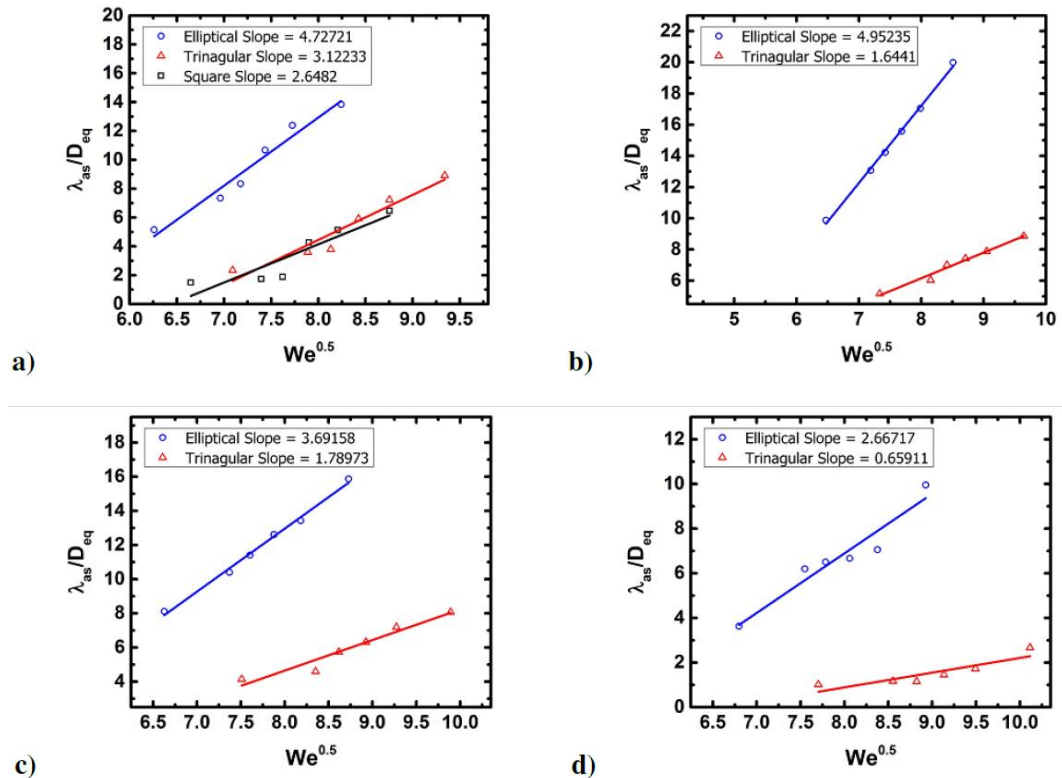 Elliptical Slope = 4.72721
Trinagular Slope = 3.12233
Square Slope = 2.6482
20
18
16
14
12
10
8
6
4
2
0
λas/Deq
6.0 6.5 7.0 7.5 8.0 8.5 9.0 9.5
We0.5
a)
Elliptical Slope = 4.95235
Trinagular Slope = 1.6441
22
20
18
16
14
12
10
8
6
λas/Deq
5 6 7 8 9 10
We0.5
b)
Elliptical Slope = 3.69158
Trinagular Slope = 1.78973
18
16
14
12
10
8
6
4
λas/Deq
6.5 7.0 7.5 8.0 8.5 9.0 9.5 10.0
We0.5
c)
Elliptical Slope = 2.66717
Trinagular Slope = 0.65911
12
10
8
6
4
2
0
λas/Deq
6.5 7.0 7.5 8.0 8.5 9.0 9.5 10.0
We0.5
d)